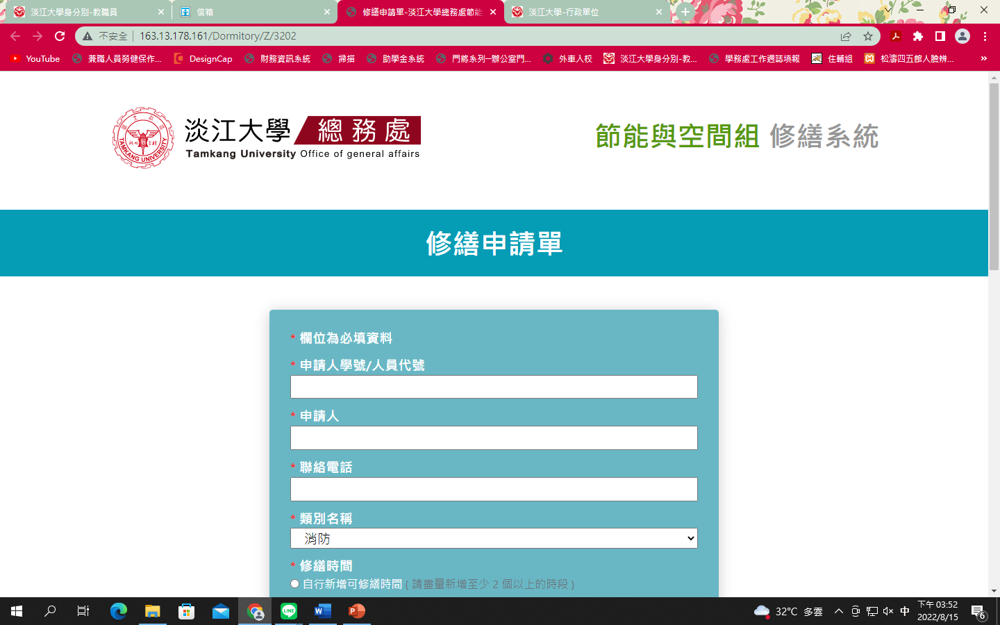 淡江大學身分別-教職員
信箱
修繕申請單-淡江大學總務處節能
淡江大學-行政單位
不安全 163.13.178.161/Dormitory/Z/3202
YouTube
兼職人員勞健保作...
DesignCap
財務資訊系統
掃描
助學金系統
門將系列—辦公室門...
外車入校
淡江大學身分別-教...
學務處工作週誌填報
住輔組
松濤四五館人臉辨...
»
TAMKANG UNIVERSITY
淡江大學 總務處
Tamkang University Office of general affairs
節能與空間組 修繕系統
修繕申請單
* 欄位為必填資料
* 申請人學號/人員代號
* 申請人
* 聯絡電話
* 類別名稱
消防
* 修繕時間
自行新增可修繕時間 ( 請盡量新增至少 2 個以上的時段 )
LINE
32°C 多雲
中
下午 03:52
2022/8/15
6